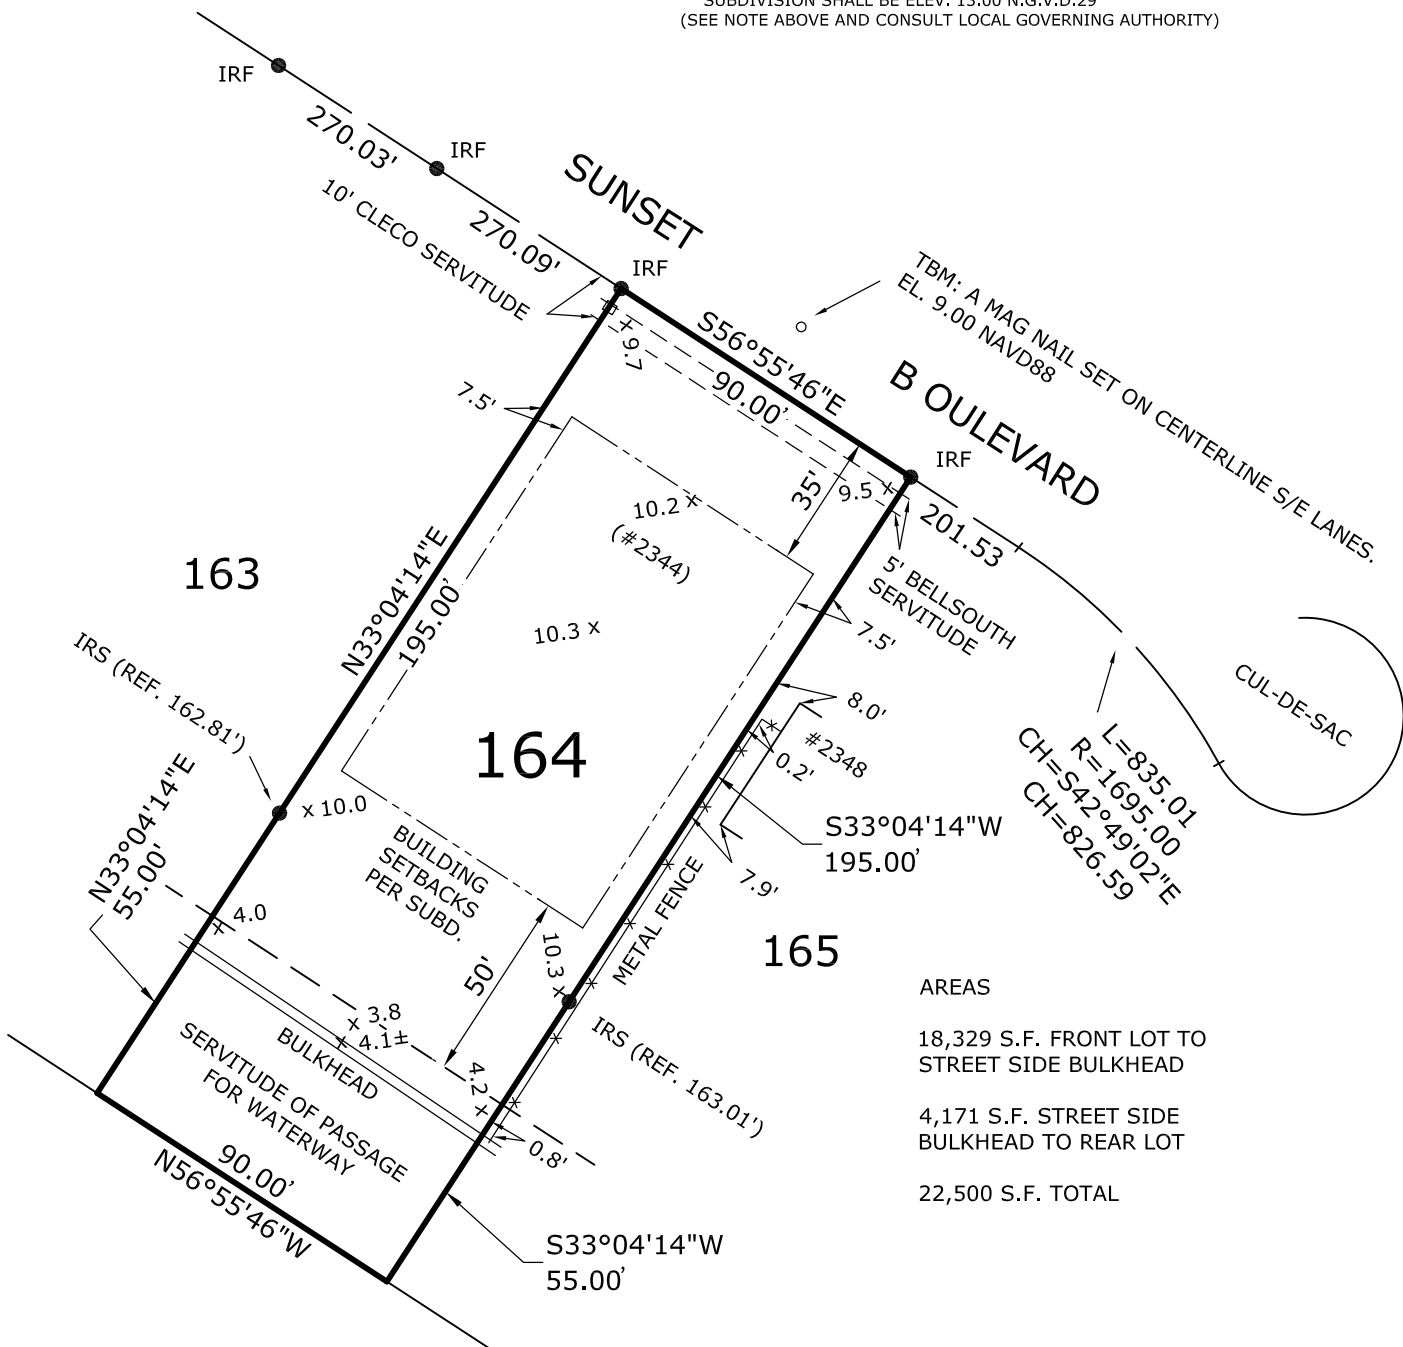 SUBDIVISION SHALL BE ELEV. 13.00 N.G.V.D.29
(SEE NOTE ABOVE AND CONSULT LOCAL GOVERNING AUTHORITY)
IRF
270.03'
IRF
10' CLECO SERVITUDE
270.09'
SUNSET
IRF
TBM: A MAG NAIL SET ON CENTERLINE S/E LANES.
EL. 9.00 NAVD88
S56°55'46"E
90.00'
9.7
7.5'
B OULEVARD
IRF
35'
9.5
201.53
10.2 x
(#2344)
5' BELLSOUTH
SERVITUDE
7.5'
163
N33°04'14"E
195.00'
10.3 x
IRS (REF. 162.81')
CUL-DE-SAC
8.0'
#2348
0.2'
L=835.01
R=1695.00
CH=S42°49'02"E
CH=826.59
164
x 10.0
S33°04'14"W
195.00'
BUILDING
SETBACKS
PER SUBD.
7.9'
N33°04'14"E
55.00'
METAL FENCE
4.0
165
10.3
50'
AREAS
18,329 S.F. FRONT LOT TO
STREET SIDE BULKHEAD
4,171 S.F. STREET SIDE
BULKHEAD TO REAR LOT
22,500 S.F. TOTAL
3.8
4.1±
BULKHEAD
IRS (REF. 163.01')
4.2
0.8'
SERVITUDE OF PASSAGE
FOR WATERWAY
90.00'
N56°55'46"W
S33°04'14"W
55.00'